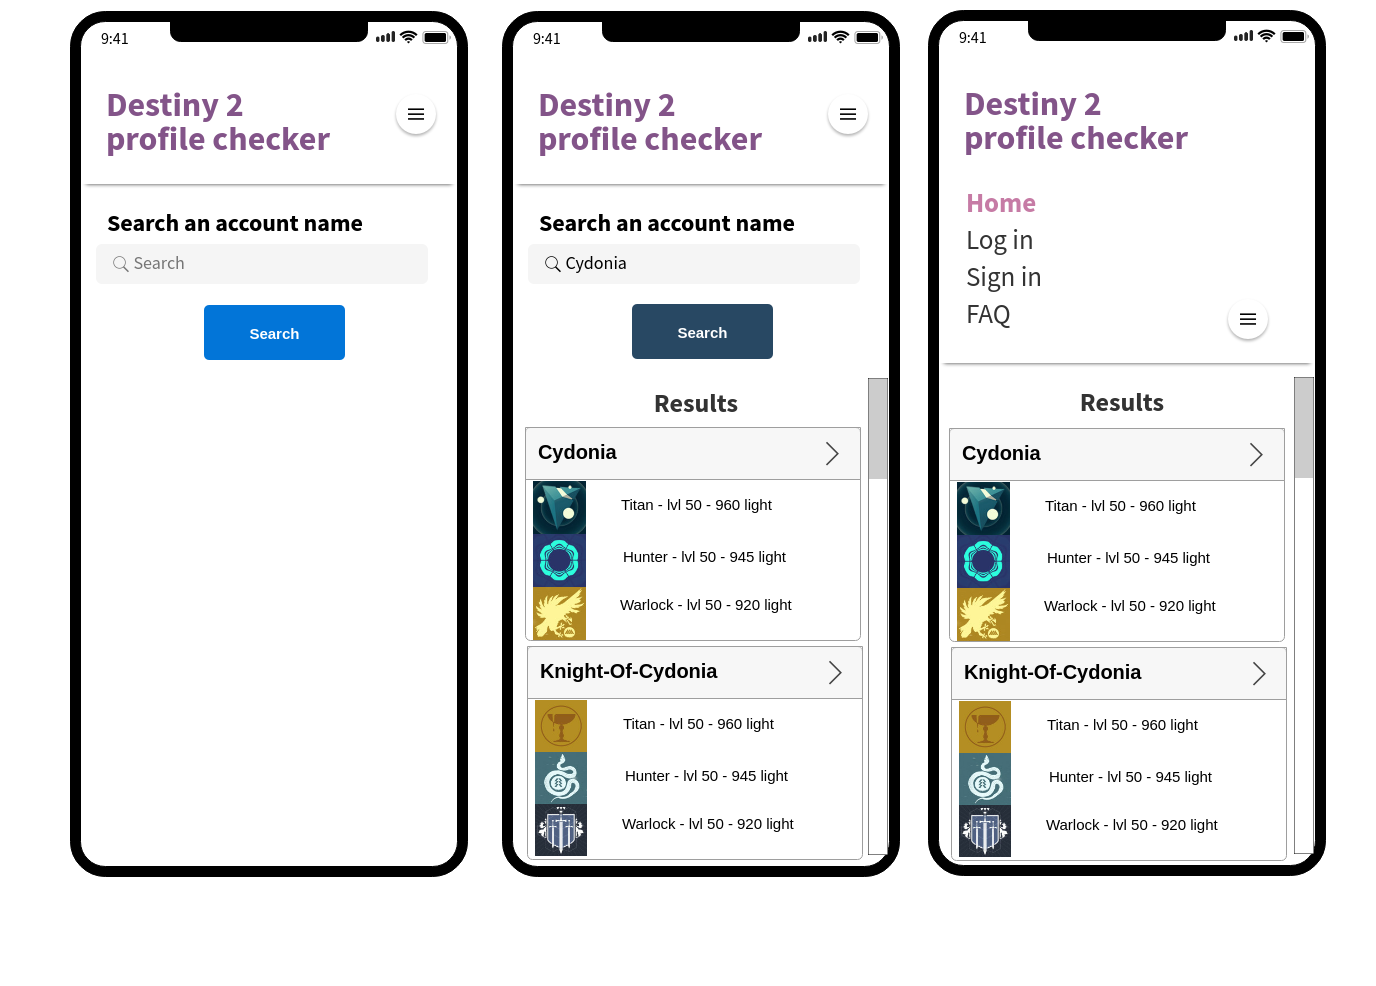 9:41
Destiny 2
profile checker
Search an account name
Search
Search
9:41
Destiny 2
profile checker
Search an account name
Cydonia
Search
Results
Cydonia
Titan - lvl 50 - 960 light
Hunter - lvl 50 - 945 light
Warlock - lvl 50 - 920 light
Knight-Of-Cydonia
Titan - lvl 50 - 960 light
Hunter - lvl 50 - 945 light
Warlock - lvl 50 - 920 light
9:41
Destiny 2
profile checker
Home
Log in
Sign in
FAQ
Results
Cydonia
Titan - lvl 50 - 960 light
Hunter - lvl 50 - 945 light
Warlock - lvl 50 - 920 light
Knight-Of-Cydonia
Titan - lvl 50 - 960 light
Hunter - lvl 50 - 945 light
Warlock - lvl 50 - 920 light